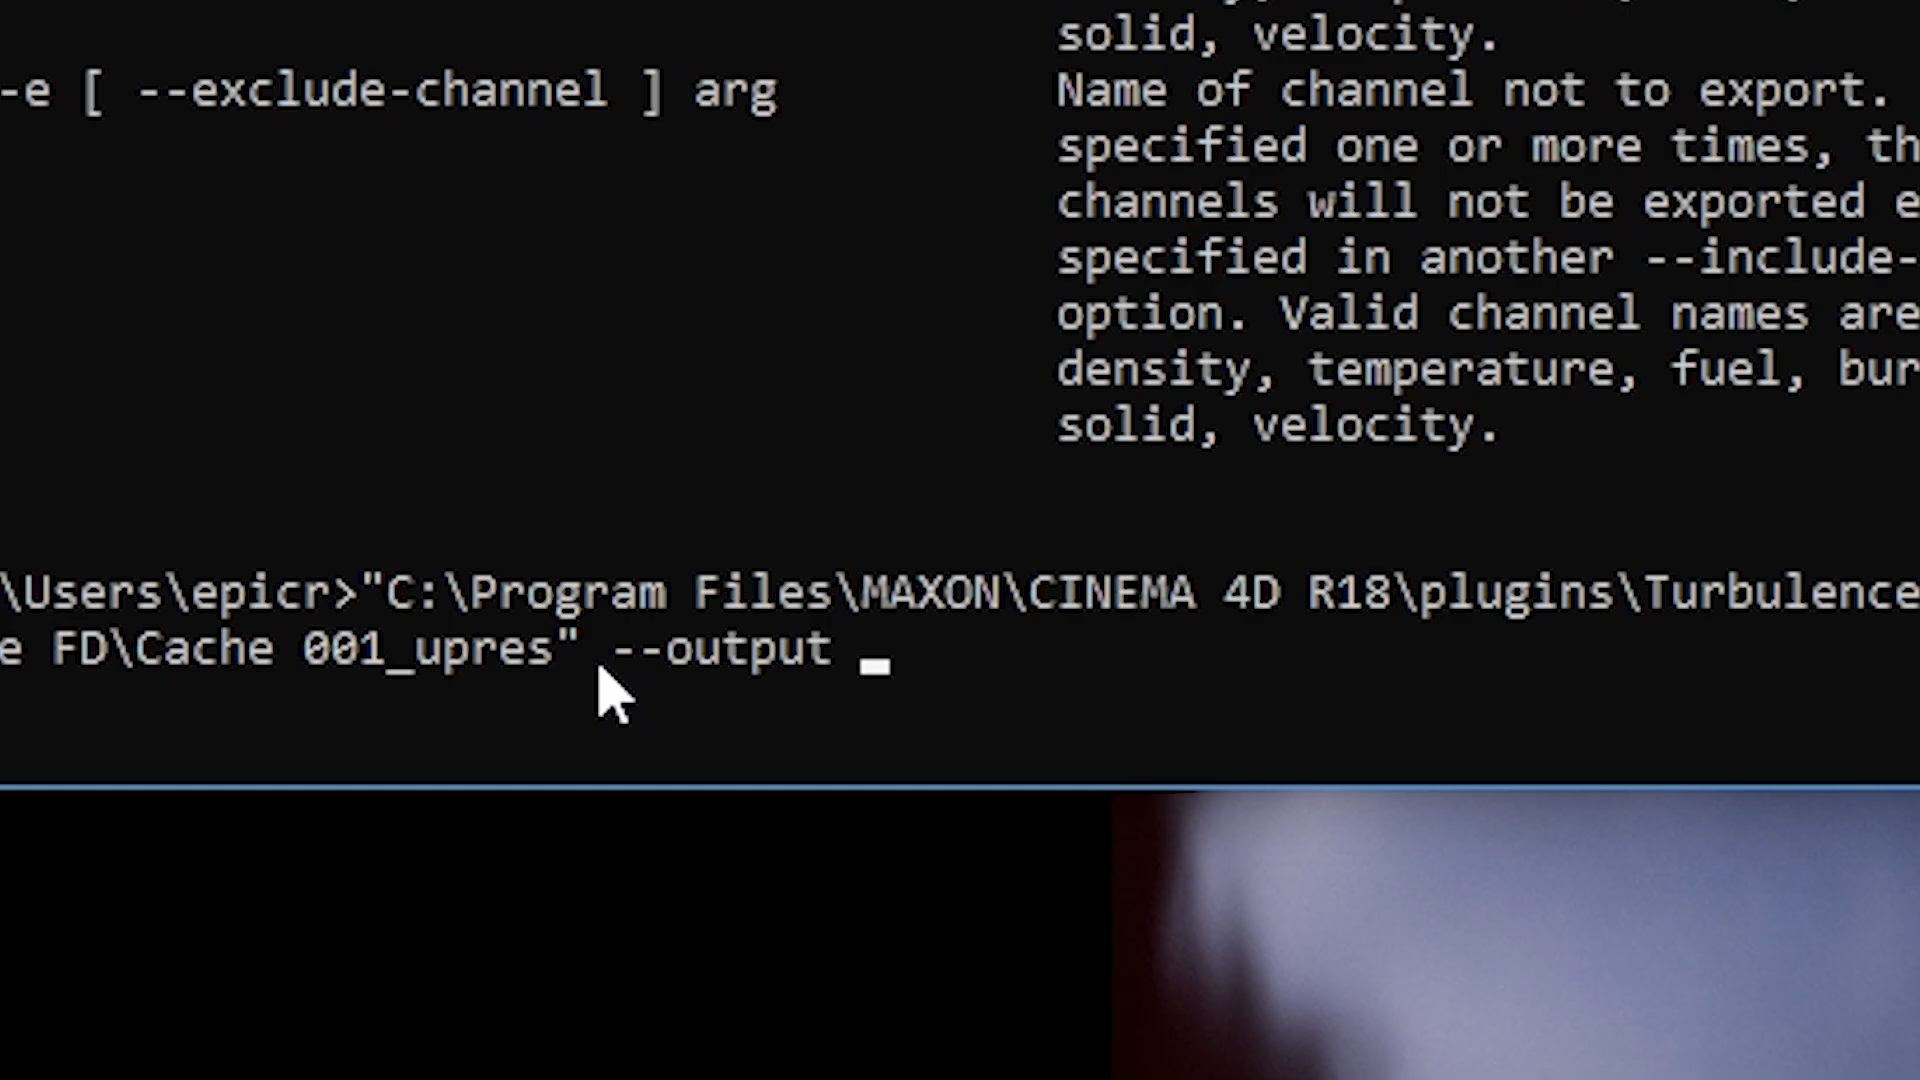 solid, velocity.
-e [ --exclude-channel ] arg Name of channel not to export.
specified one or more times, th
channels will not be exported e
specified in another --include-
option. Valid channel names are
density, temperature, fuel, bur
solid, velocity.
\Users\epicr>"C:\Program Files\MAXON\CINEMA 4D R18\plugins\Turbulence
e FD\Cache 001_upres" --output